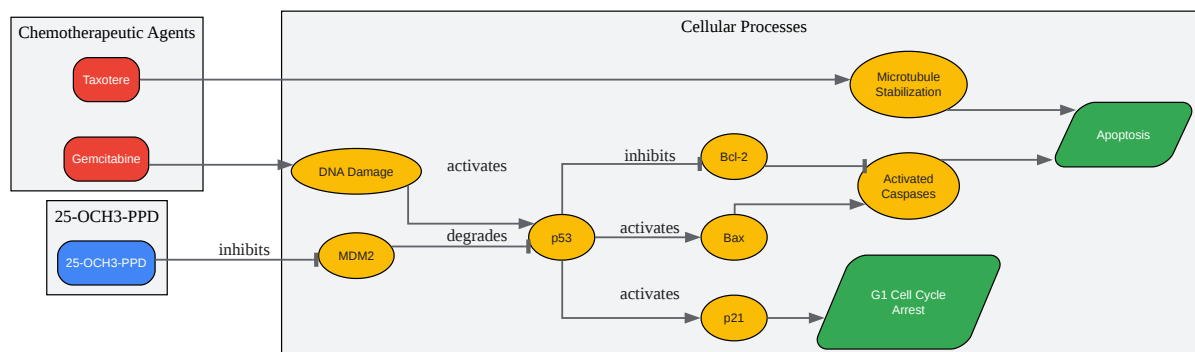 Chemotherapeutic Agents
Cellular Processes
Taxotere
Microtubule
Stabilization
Apoptosis
Gemcitabine
DNA Damage
activates
inhibits
Bcl-2
Activated
Caspases
25-OCH3-PPD
25-OCH3-PPD
inhibits
MDM2
degrades
p53
activates
Bax
activates
p21
G1 Cell Cycle
Arrest